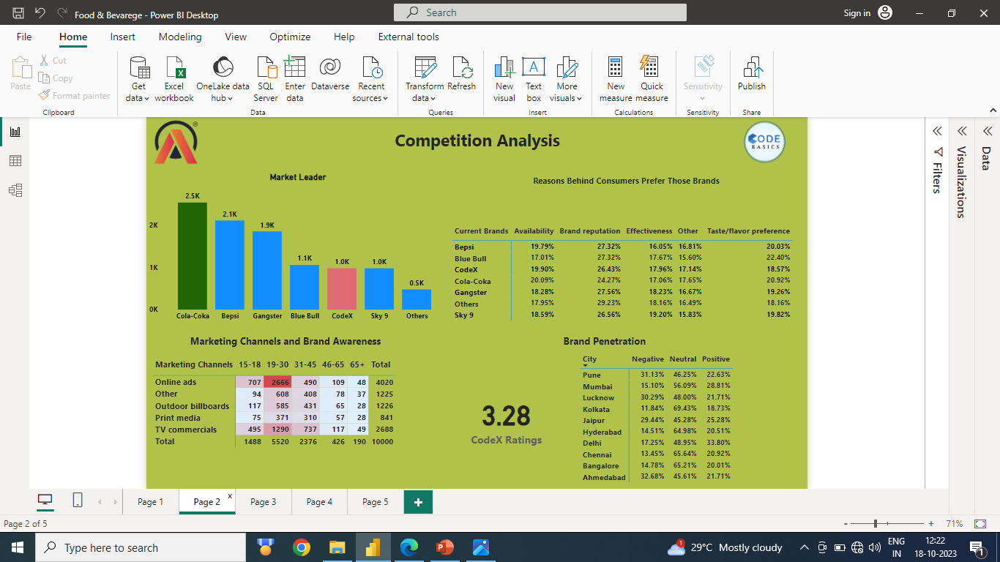 Food & Bevarege - Power BI Desktop
Search
Sign in
File Home Insert Modeling View Optimize Help External tools
Paste
Cut
Copy
Format painter
Get data
Excel workbook
OneLake data hub
SQL Server
Enter data
Dataverse
Recent sources
Transform data
Refresh
New visual
Text box
More visuals
New measure
Quick measure
Sensitivity
Publish
Clipboard Data Queries Insert Calculations Sensitivity Share
Competition Analysis
®
CODE
BASICS
Market Leader
2.5K
2.1K
1.9K
1.1K
1.0K
1.0K
0.5K
2K
1K
0K
Cola-Coka Bepsi Gangster Blue Bull CodeX Sky 9 Others
Reasons Behind Consumers Prefer Those Brands
Current Brands Availability Brand reputation Effectiveness Other Taste/flavor preference
Bepsi 19.79% 27.32% 16.05% 16.81% 20.03%
Blue Bull 17.01% 27.32% 17.67% 15.60% 22.40%
CodeX 19.90% 26.43% 17.96% 17.14% 18.57%
Cola-Coka 20.09% 24.27% 17.06% 17.65% 20.92%
Gangster 18.28% 27.56% 18.23% 16.67% 19.26%
Others 17.95% 29.23% 18.16% 16.49% 18.16%
Sky 9 18.59% 26.56% 19.20% 15.83% 19.82%
Marketing Channels and Brand Awareness
Marketing Channels 15-18 19-30 31-45 46-65 65+ Total
Online ads 707 2666 490 109 48 4020
Other 94 608 408 78 37 1225
Outdoor billboards 117 585 431 65 28 1226
Print media 75 371 310 57 28 841
TV commercials 495 1290 737 117 49 2688
Total 1488 5520 2376 426 190 10000
3.28
CodeX Ratings
Brand Penetration
City Negative Neutral Positive
Pune 31.13% 46.25% 22.63%
Mumbai 15.10% 56.09% 28.81%
Lucknow 30.29% 48.00% 21.71%
Kolkata 11.84% 69.43% 18.73%
Jaipur 29.44% 45.28% 25.28%
Hyderabad 14.51% 64.98% 20.51%
Delhi 17.25% 48.95% 33.80%
Chennai 13.45% 65.64% 20.92%
Bangalore 14.78% 65.21% 20.01%
Ahmedabad 32.68% 45.61% 21.71%
Filters
Visualizations
Data
Page 1 Page 2 x Page 3 Page 4 Page 5 +
Page 2 of 5
- + 71%
Type here to search
1
29°C Mostly cloudy
ENG
IN
12:22
18-10-2023
1